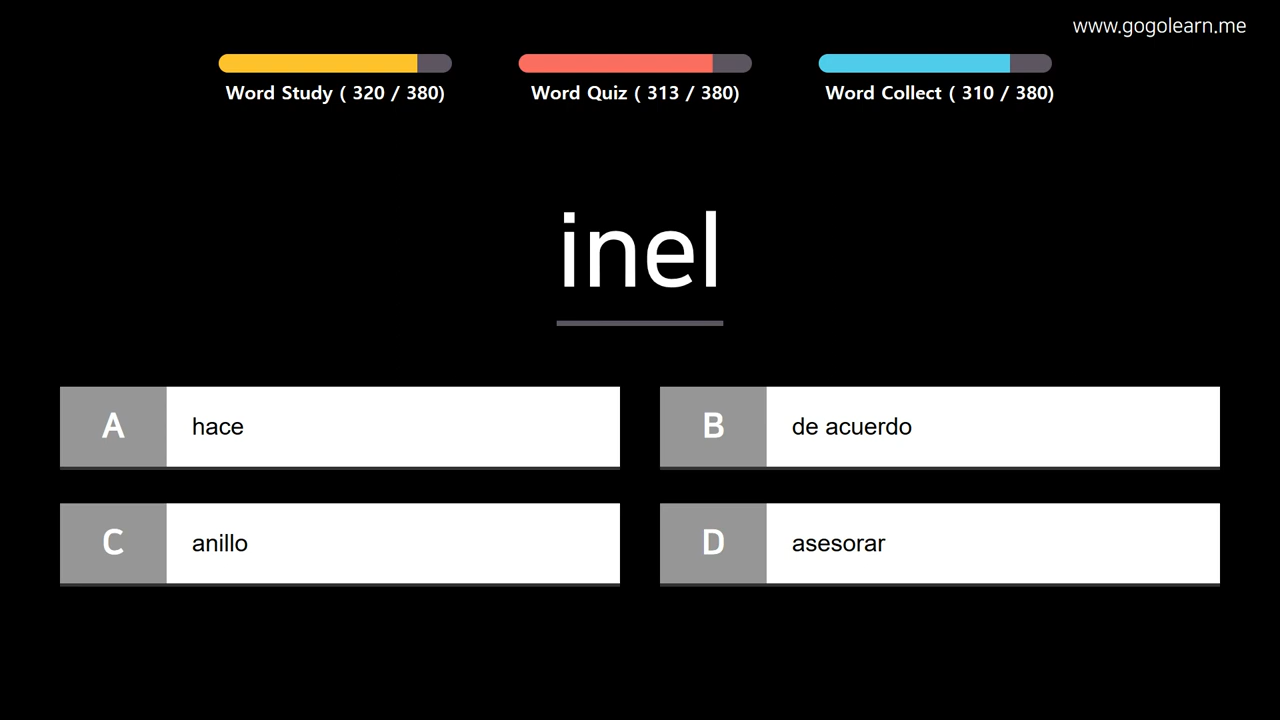 www.gogolearn.me
Word Study ( 320 / 380)
Word Quiz ( 313 / 380)
Word Collect ( 310 / 380)
inel
A hace
B de acuerdo
C anillo
D asesorar